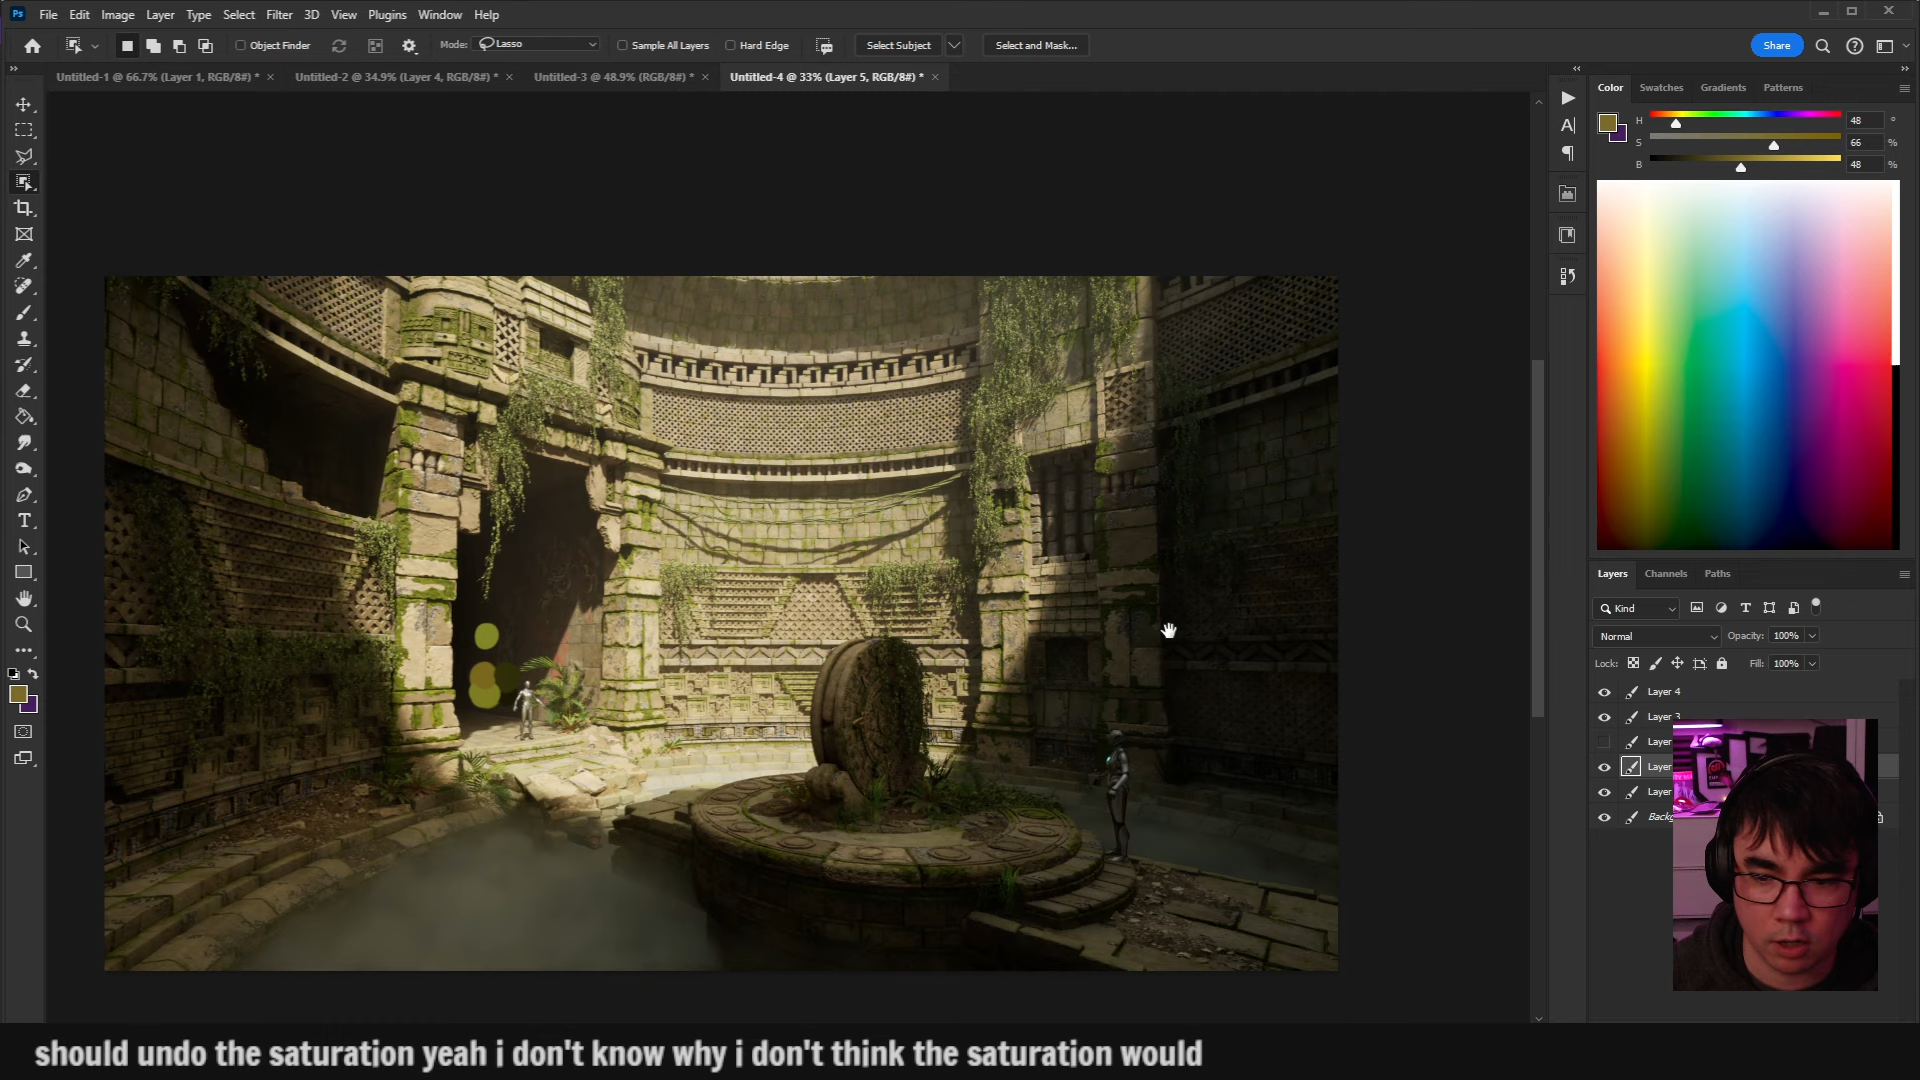 Ps File Edit Image Layer Type Select Filter 3D View Plugins Window Help
Object Finder Mode: Lasso Sample All Layers Hard Edge Select Subject Select and Mask... Share
Untitled-1 @ 66.7% (Layer 1, RGB/8#) * Untitled-2 @ 34.9% (Layer 4, RGB/8#) * Untitled-3 @ 48.9% (RGB/8#) * Untitled-4 @ 33% (Layer 5, RGB/8#) *
Color Swatches Gradients Patterns
H 48 °
S 66 %
B 48 %
Layers Channels Paths
Kind
Normal Opacity: 100%
Lock: Fill: 100%
Layer 4
Layer 3
Layer
Layer
Layer
should undo the saturation yeah i don't know why i don't think the saturation would